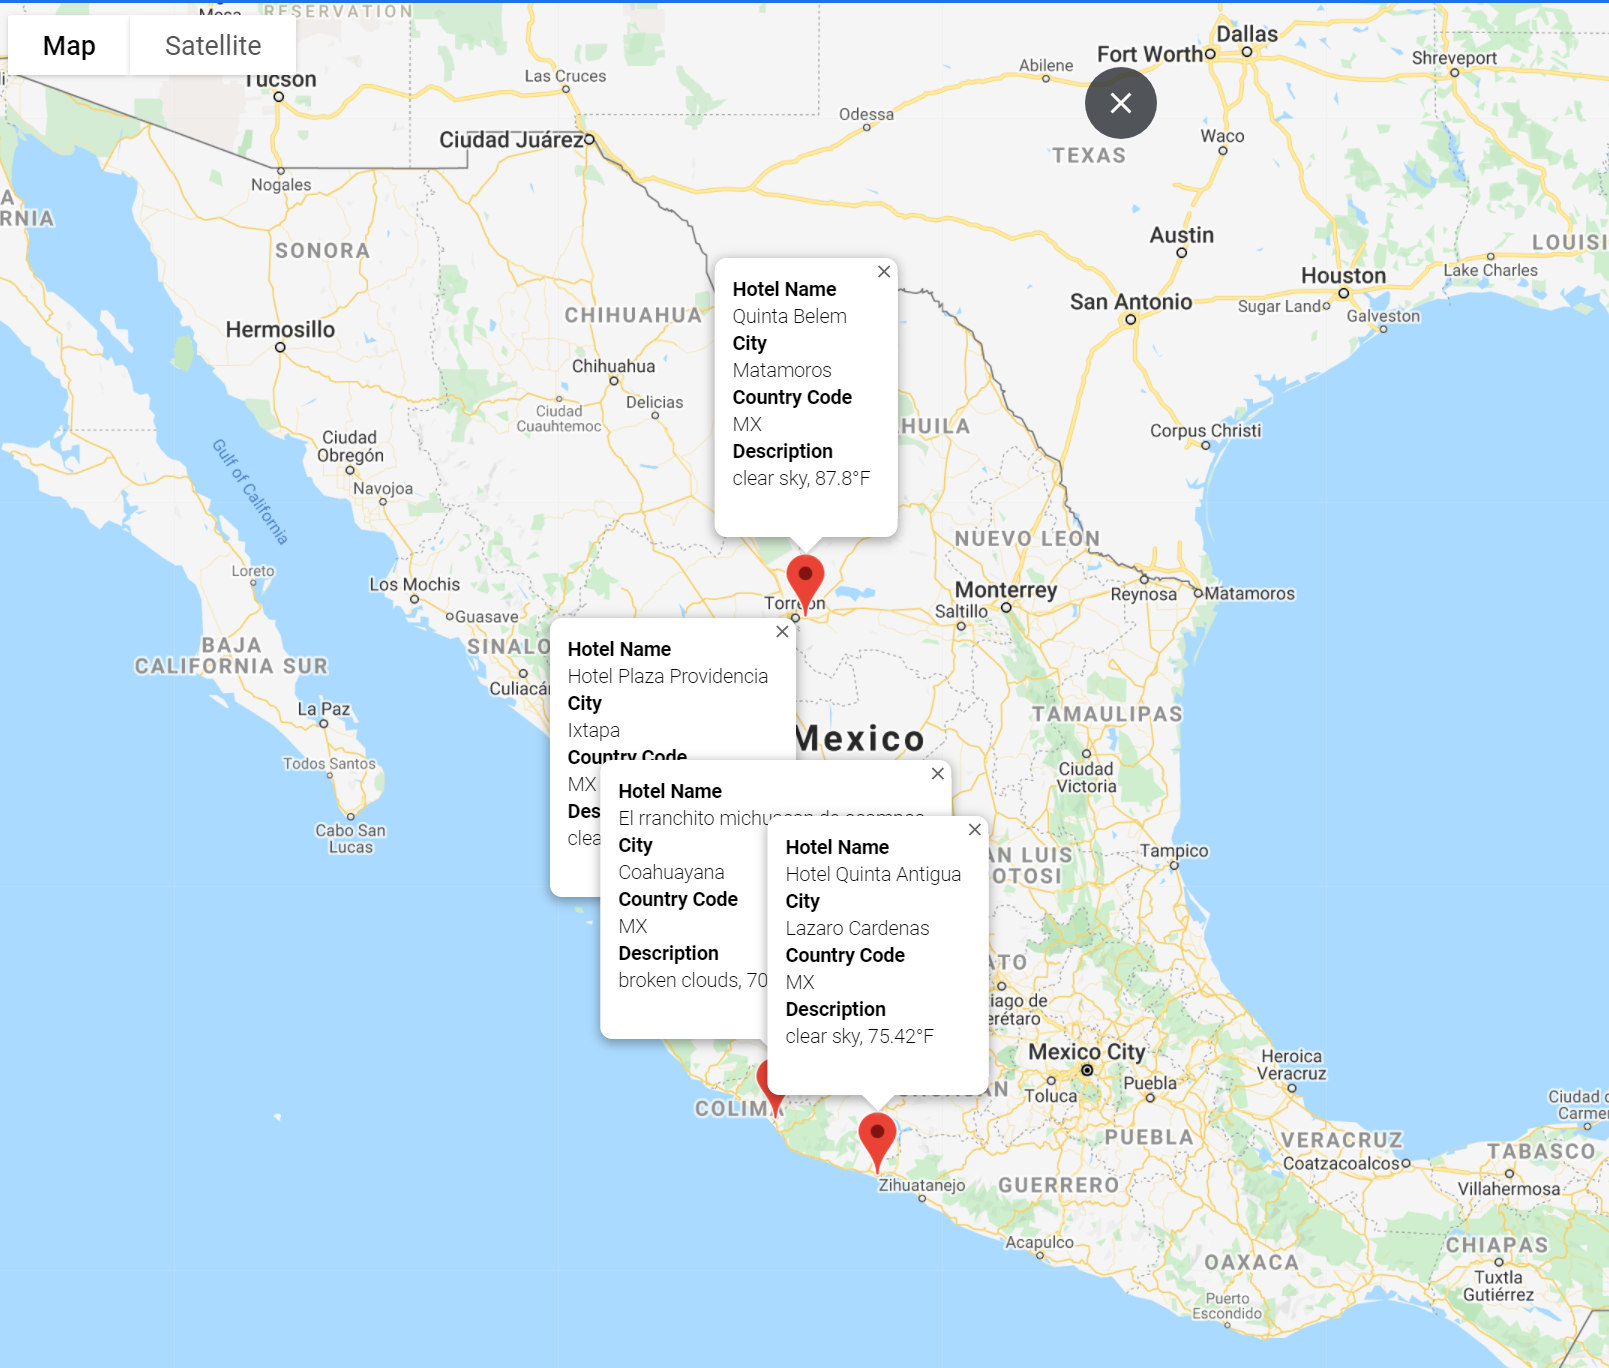 RESERVATION
Map
Satellite
Tucson
Las Cruces
Abilene
Fort Worth
Dallas
Shreveport
Odessa
Ciudad Juárez
Waco
TEXAS
Nogales
RNIA
SONORA
Austin
LOUISI
Houston
Lake Charles
San Antonio
Sugar Land
Galveston
CHIHUAHUA
Hermosillo
Chihuahua
Delicias
Ciudad
Cuauhtemoc
Ciudad
Obregón
Navojoa
Gulf of California
HUILA
Corpus Christi
Hotel Name
Quinta Belem
City
Matamoros
Country Code
MX
Description
clear sky, 87.8°F
NUEVO LEON
Loreto
Los Mochis
Guasave
Torreón
Monterrey
Saltillo
Reynosa
Matamoros
BAJA
CALIFORNIA SUR
SINALO
Culiacán
La Paz
Todos Santos
Cabo San
Lucas
Hotel Name
Hotel Plaza Providencia
City
Ixtapa
Country Code
MX
Des
clea
Mexico
TAMAULIPAS
Ciudad
Victoria
Hotel Name
El rranchito michuacan de ocampos
City
Coahuayana
Country Code
MX
Description
broken clouds, 70
Hotel Name
Hotel Quinta Antigua
City
Lazaro Cardenas
Country Code
MX
Description
clear sky, 75.42°F
AN LUIS
OTOSI
Tampico
ATO
iago de
erétaro
Mexico City
Toluca
Puebla
Heroica
Veracruz
Ciudad d
Carme
COLIMA
PUEBLA
VERACRUZ
Coatzacoalcos
TABASCO
Villahermosa
Zihuatanejo
GUERRERO
Acapulco
OAXACA
CHIAPAS
Tuxtla
Gutiérrez
Puerto
Escondido